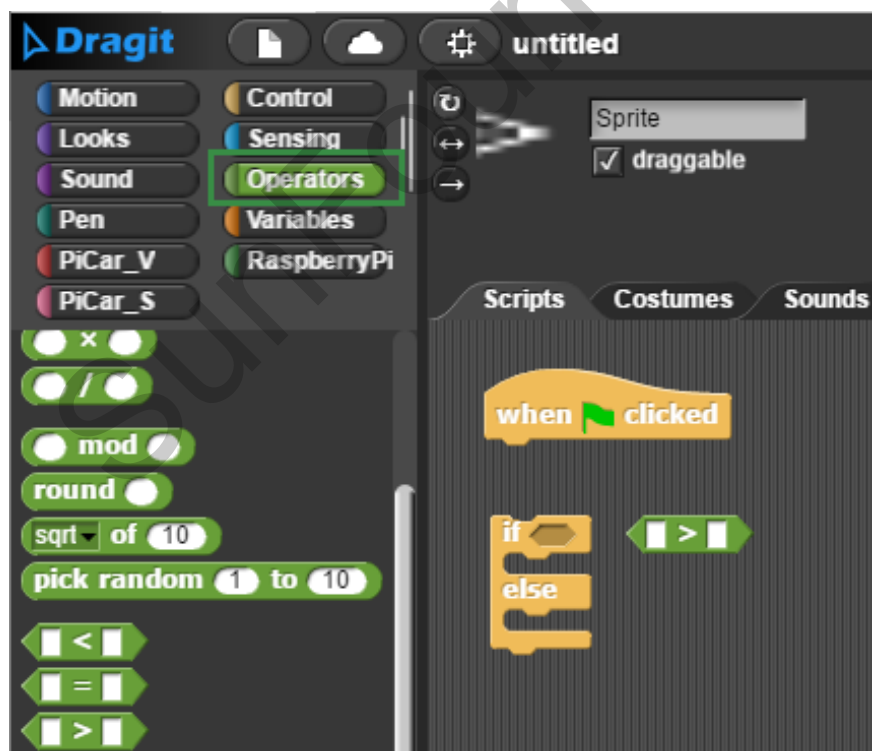 Dragit untitled
Motion Control
Looks Sensing
Sound Operators
Pen Variables
PiCar_V RaspberryPi
PiCar_S
Sprite
draggable
Scripts Costumes Sounds
×
/
mod
round
sqrt of 10
pick random 1 to 10
<
=
>
when clicked
if >
else
SunFoun